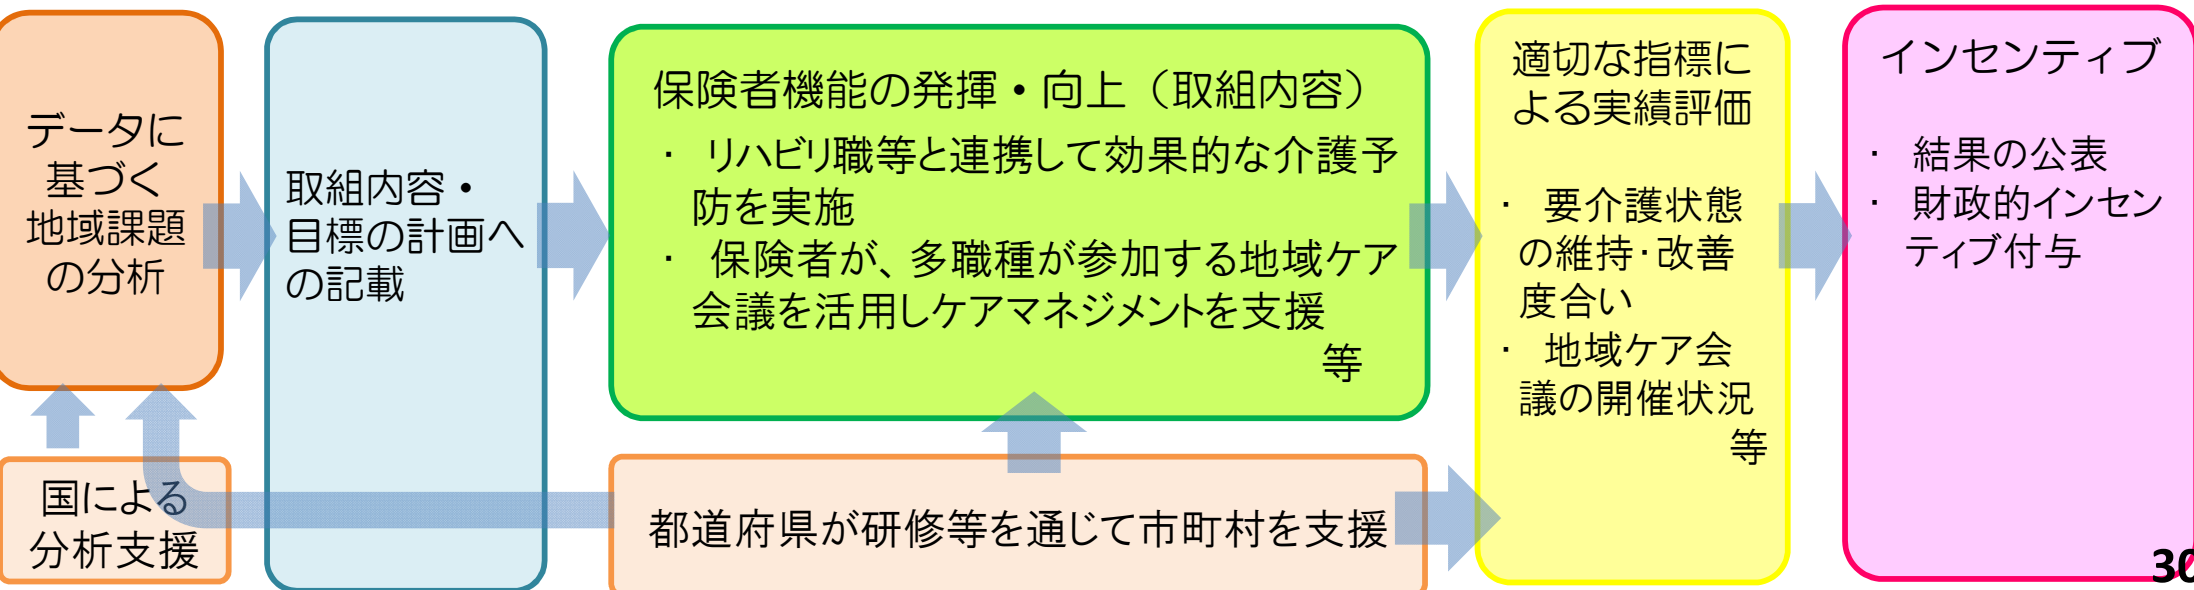 データに
基づく
地域課題
の分析
取組内容・
目標の計画へ
の記載
保険者機能の発揮・向上（取組内容）
・ リハビリ職等と連携して効果的な介護予
防を実施
・ 保険者が、多職種が参加する地域ケア
会議を活用しケアマネジメントを支援
等
適切な指標に
よる実績評価
・ 要介護状態
の維持・改善
度合い
・ 地域ケア会
議の開催状況
等
インセンティブ
・ 結果の公表
・ 財政的インセン
ティブ付与
国による
分析支援
都道府県が研修等を通じて市町村を支援
30